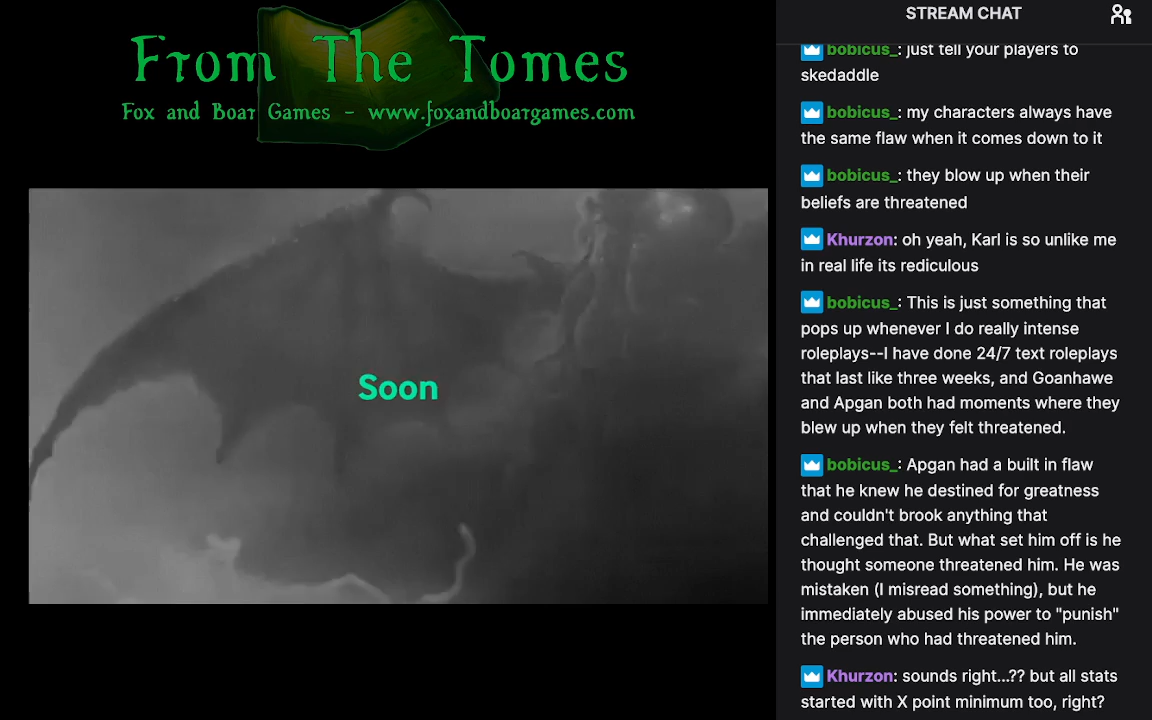 From The Tomes
Fox and Boar Games - www.foxandboargames.com
Soon
STREAM CHAT
bobicus_: just tell your players to
skedaddle
bobicus_: my characters always have
the same flaw when it comes down to it
bobicus_: they blow up when their
beliefs are threatened
Khurzon: oh yeah, Karl is so unlike me
in real life its rediculous
bobicus_: This is just something that
pops up whenever I do really intense
roleplays--I have done 24/7 text roleplays
that last like three weeks, and Goanhawe
and Apgan both had moments where they
blew up when they felt threatened.
bobicus_: Apgan had a built in flaw
that he knew he destined for greatness
and couldn't brook anything that
challenged that. But what set him off is he
thought someone threatened him. He was
mistaken (I misread something), but he
immediately abused his power to "punish"
the person who had threatened him.
Khurzon: sounds right...?? but all stats
started with X point minimum too, right?